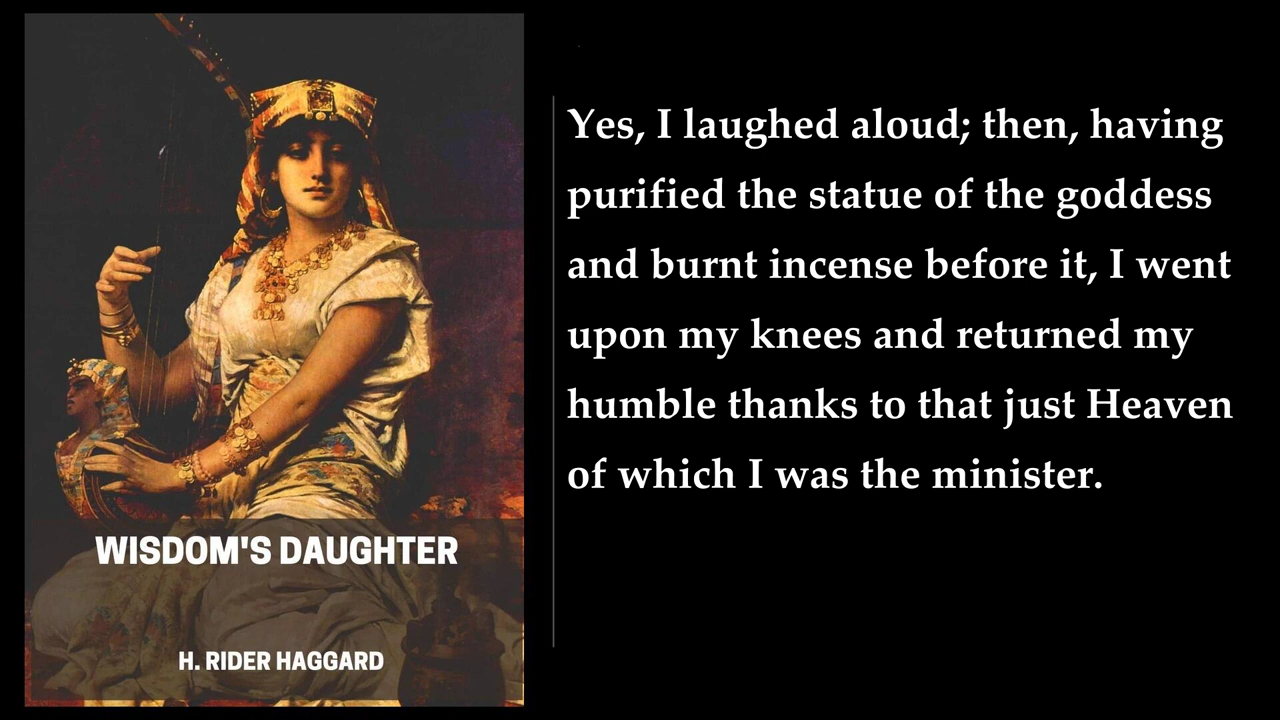 WISDOM'S DAUGHTER
H. RIDER HAGGARD
Yes, I laughed aloud; then, having
purified the statue of the goddess
and burnt incense before it, I went
upon my knees and returned my
humble thanks to that just Heaven
of which I was the minister.